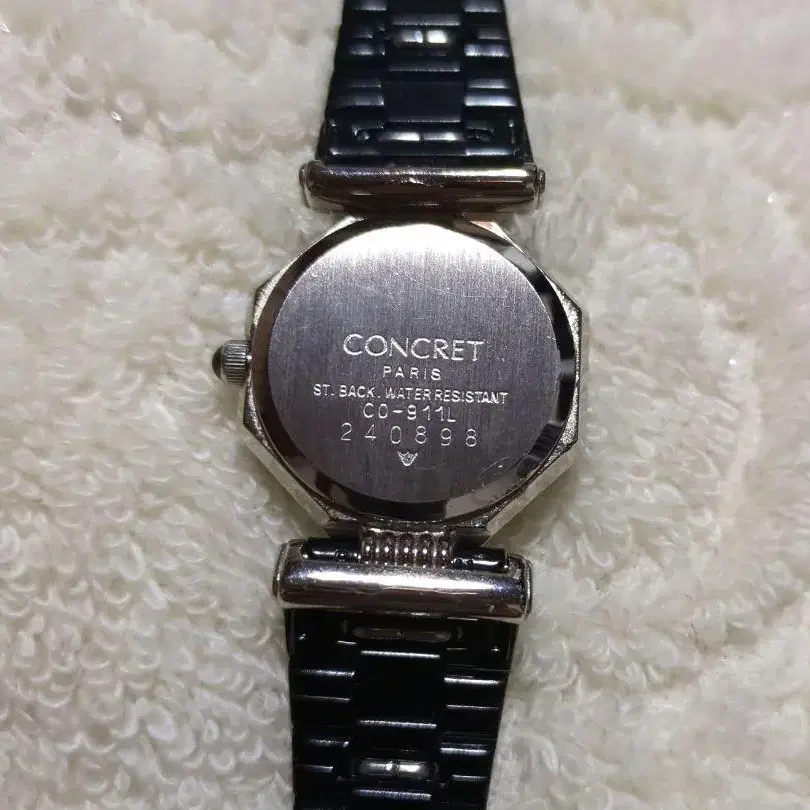 CONCRET
PARIS
ST. BACK. WATER RESISTANT
CO-911L
240898